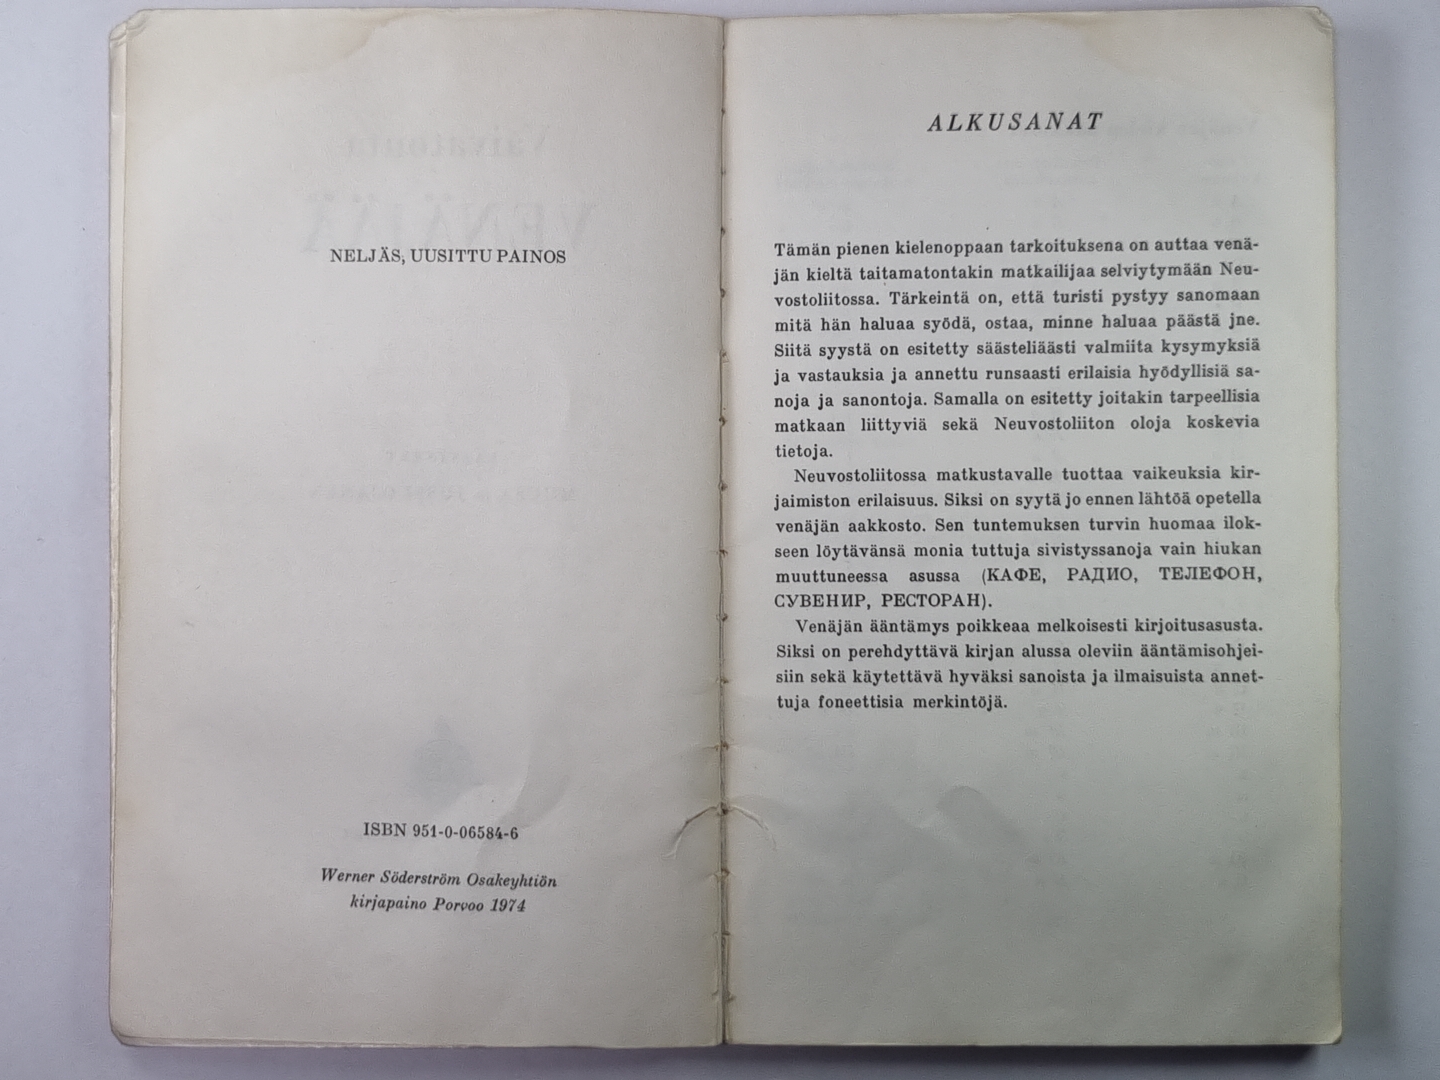 NELJÄS, UUSITTU PAINOS
ISBN 951-0-06584-6
Werner Söderström Osakeyhtiön
kirjapaino Porvoo 1974
ALKUSANAT
Tämän pienen kielenoppaan tarkoituksena on auttaa venä-
jän kieltä taitamatontakin matkailijaa selviytymään Neu-
vostoliitossa. Tärkeintä on, että turisti pystyy sanomaan
mitä hän haluaa syödä, ostaa, minne haluaa päästä jne.
Siitä syystä on esitetty säästeliäästi valmiita kysymyksiä
ja vastauksia ja annettu runsaasti erilaisia hyödyllisiä sa-
noja ja sanontoja. Samalla on esitetty joitakin tarpeellisia
matkaan liittyviä sekä Neuvostoliiton oloja koskevia
tietoja.
Neuvostoliitossa matkustavalle tuottaa vaikeuksia kir-
jaimiston erilaisuus. Siksi on syytä jo ennen lähtöä opetella
venäjän aakkosto. Sen tuntemuksen turvin huomaa ilok-
seen löytävänsä monia tuttuja sivistyssanoja vain hiukan
muuttuneessa asussa (КАФЕ, РАДИО, ТЕЛЕФОН,
СУВЕНИР, РЕСТОРАН).
Venäjän ääntämys poikkeaa melkoisesti kirjoitusasusta.
Siksi on perehdyttävä kirjan alussa oleviin ääntämisohjei-
siin sekä käytettävä hyväksi sanoista ja ilmaisuista annet-
tuja foneettisia merkintöjä.